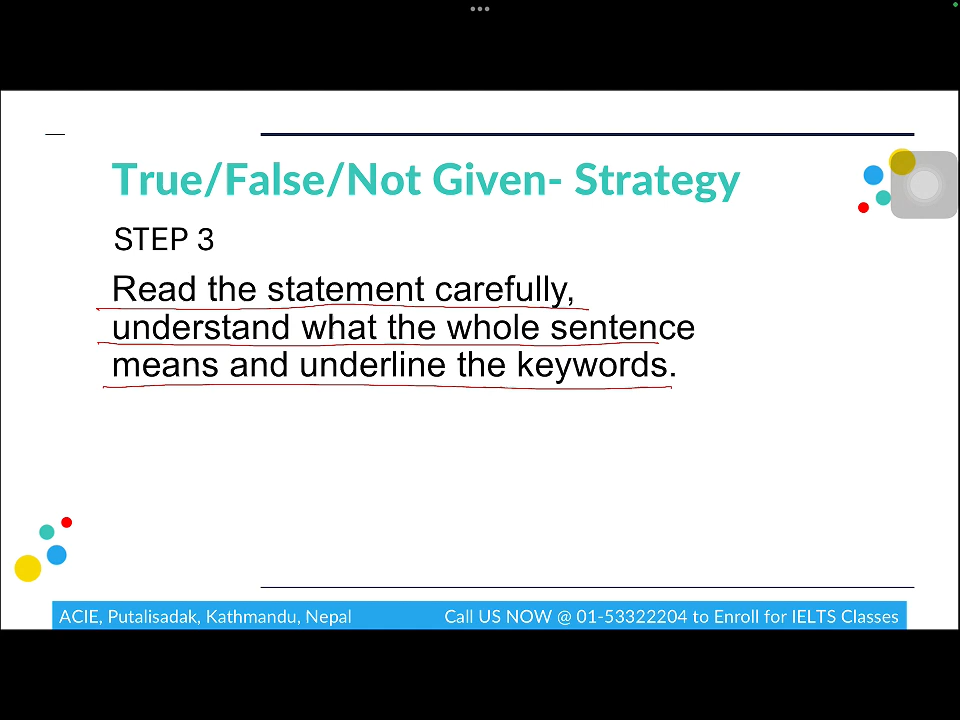 True/False/Not Given- Strategy
STEP 3
Read the statement carefully,
understand what the whole sentence
means and underline the keywords.
ACIE, Putalisadak, Kathmandu, Nepal
Call US NOW @ 01-53322204 to Enroll for IELTS Classes